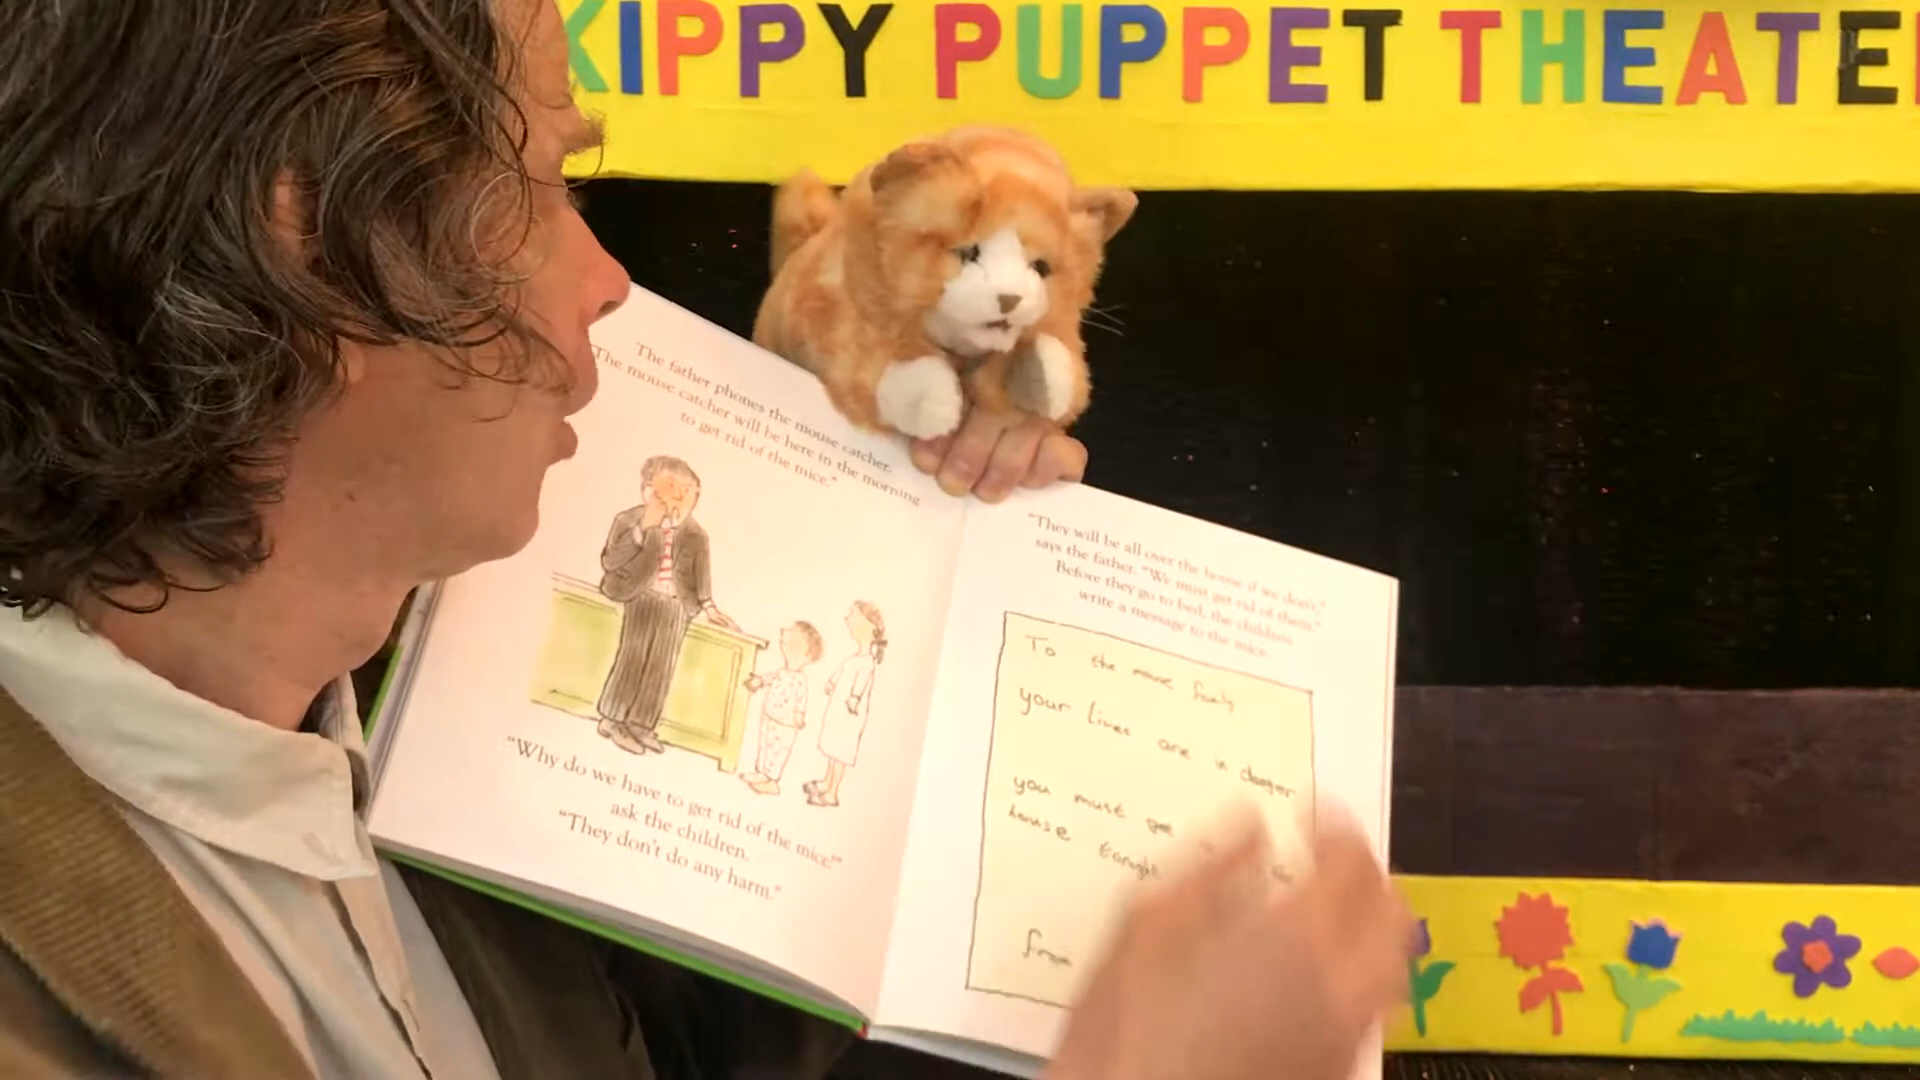 KIPPY PUPPET THEATE
The father phones the mouse catcher.
"The mouse catcher will be here in the morning
to get rid of the mice."
"Why do we have to get rid of the mice?"
ask the children.
"They don't do any harm."
"They will be all over the house if we don't,"
says the father. "We must get rid of them."
Before they go to bed, the children
write a message to the mice.
To the mouse family
your lives are in danger
you must get
house tonight
from